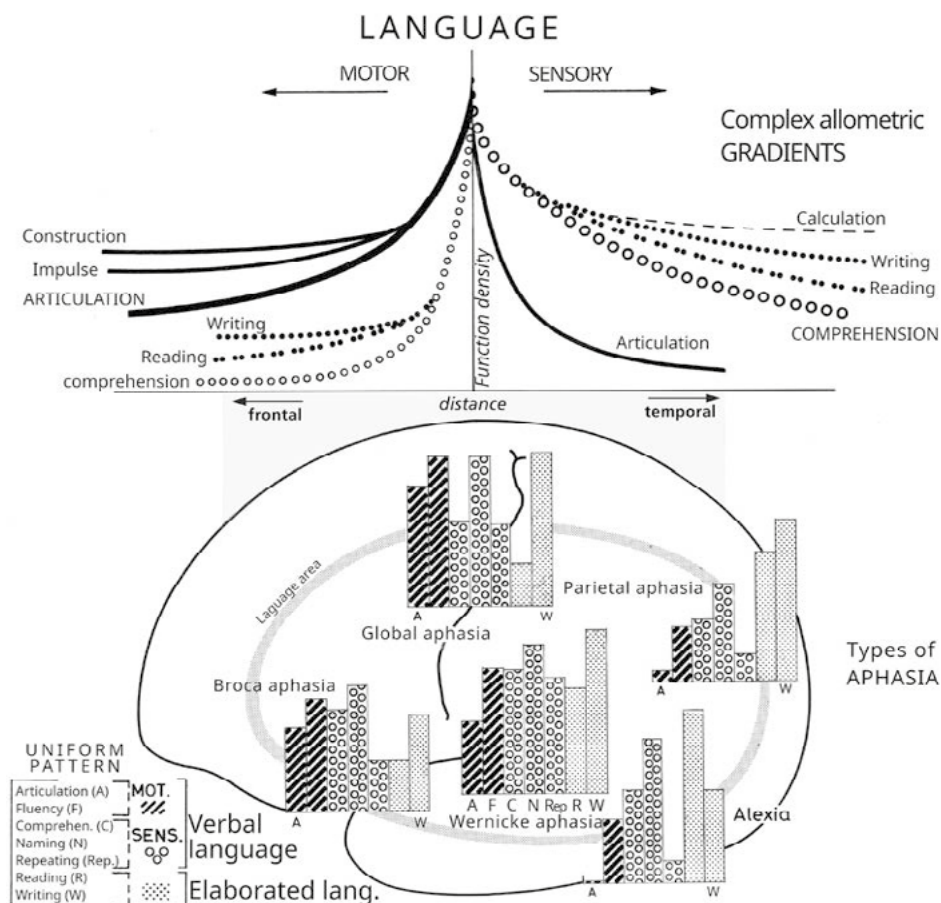 LANGUAGE
MOTOR
SENSORY
Complex allometric
GRADIENTS
Construction
Impulse
ARTICULATION
Writing
Reading
comprehension
Function density
Calculation
Writing
Reading
COMPREHENSION
Articulation
frontal
distance
temporal
Laguage area
A W
Global aphasia
Parietal aphasia
A W
Types of
APHASIA
Broca aphasia
A W
A F C N Rep R W
Wernicke aphasia
Alexia
A W
UNIFORM
PATTERN
Articulation (A)
Fluency (F)
Comprehen. (C)
Naming (N)
Repeating (Rep.)
Reading (R)
Writing (W)
MOT.
SENS.
Verbal
language
Elaborated lang.